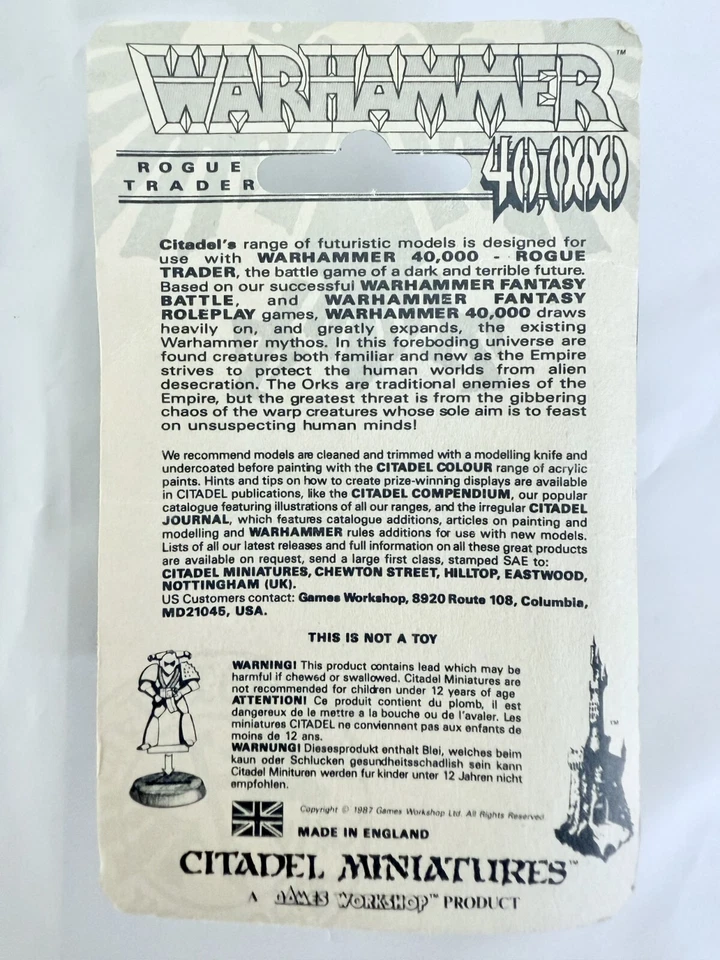 WARHAMMER™
40,000
ROGUE
TRADER
Citadel's range of futuristic models is designed for
use with WARHAMMER 40,000 - ROGUE
TRADER, the battle game of a dark and terrible future.
Based on our successful WARHAMMER FANTASY
BATTLE, and WARHAMMER FANTASY
ROLEPLAY games, WARHAMMER 40,000 draws
heavily on, and greatly expands, the existing
Warhammer mythos. In this foreboding universe are
found creatures both familiar and new as the Empire
strives to protect the human worlds from alien
desecration. The Orks are traditional enemies of the
Empire, but the greatest threat is from the gibbering
chaos of the warp creatures whose sole aim is to feast
on unsuspecting human minds!
We recommend models are cleaned and trimmed with a modelling knife and
undercoated before painting with the CITADEL COLOUR range of acrylic
paints. Hints and tips on how to create prize-winning displays are available
in CITADEL publications, like the CITADEL COMPENDIUM, our popular
catalogue featuring illustrations of all our ranges, and the irregular CITADEL
JOURNAL, which features catalogue additions, articles on painting and
modelling and WARHAMMER rules additions for use with new models.
Lists of all our latest releases and full information on all these great products
are available on request, send a large first class, stamped SAE to:
CITADEL MINIATURES, CHEWTON STREET, HILLTOP, EASTWOOD,
NOTTINGHAM (UK).
US Customers contact: Games Workshop, 8920 Route 108, Columbia,
MD21045, USA.
THIS IS NOT A TOY
WARNING! This product contains lead which may be
harmful if chewed or swallowed. Citadel Miniatures are
not recommended for children under 12 years of age
ATTENTION! Ce produit contient du plomb, il est
dangereux de le mettre a la bouche ou de l'avaler. Les
miniatures CITADEL ne conviennent pas aux enfants de
moins de 12 ans.
WARNUNG! Diesesprodukt enthalt Blei, welches beim
kaun oder Schlucken gesundheitsschadlish sein kann
Citadel Minituren werden fur kinder unter 12 Jahren nicht
empfohlen.
™
Copyright © 1987 Games Workshop Ltd. All Rights Reserved
MADE IN ENGLAND
CITADEL MINIATURES™
A GAMES WORKSHOP™ PRODUCT